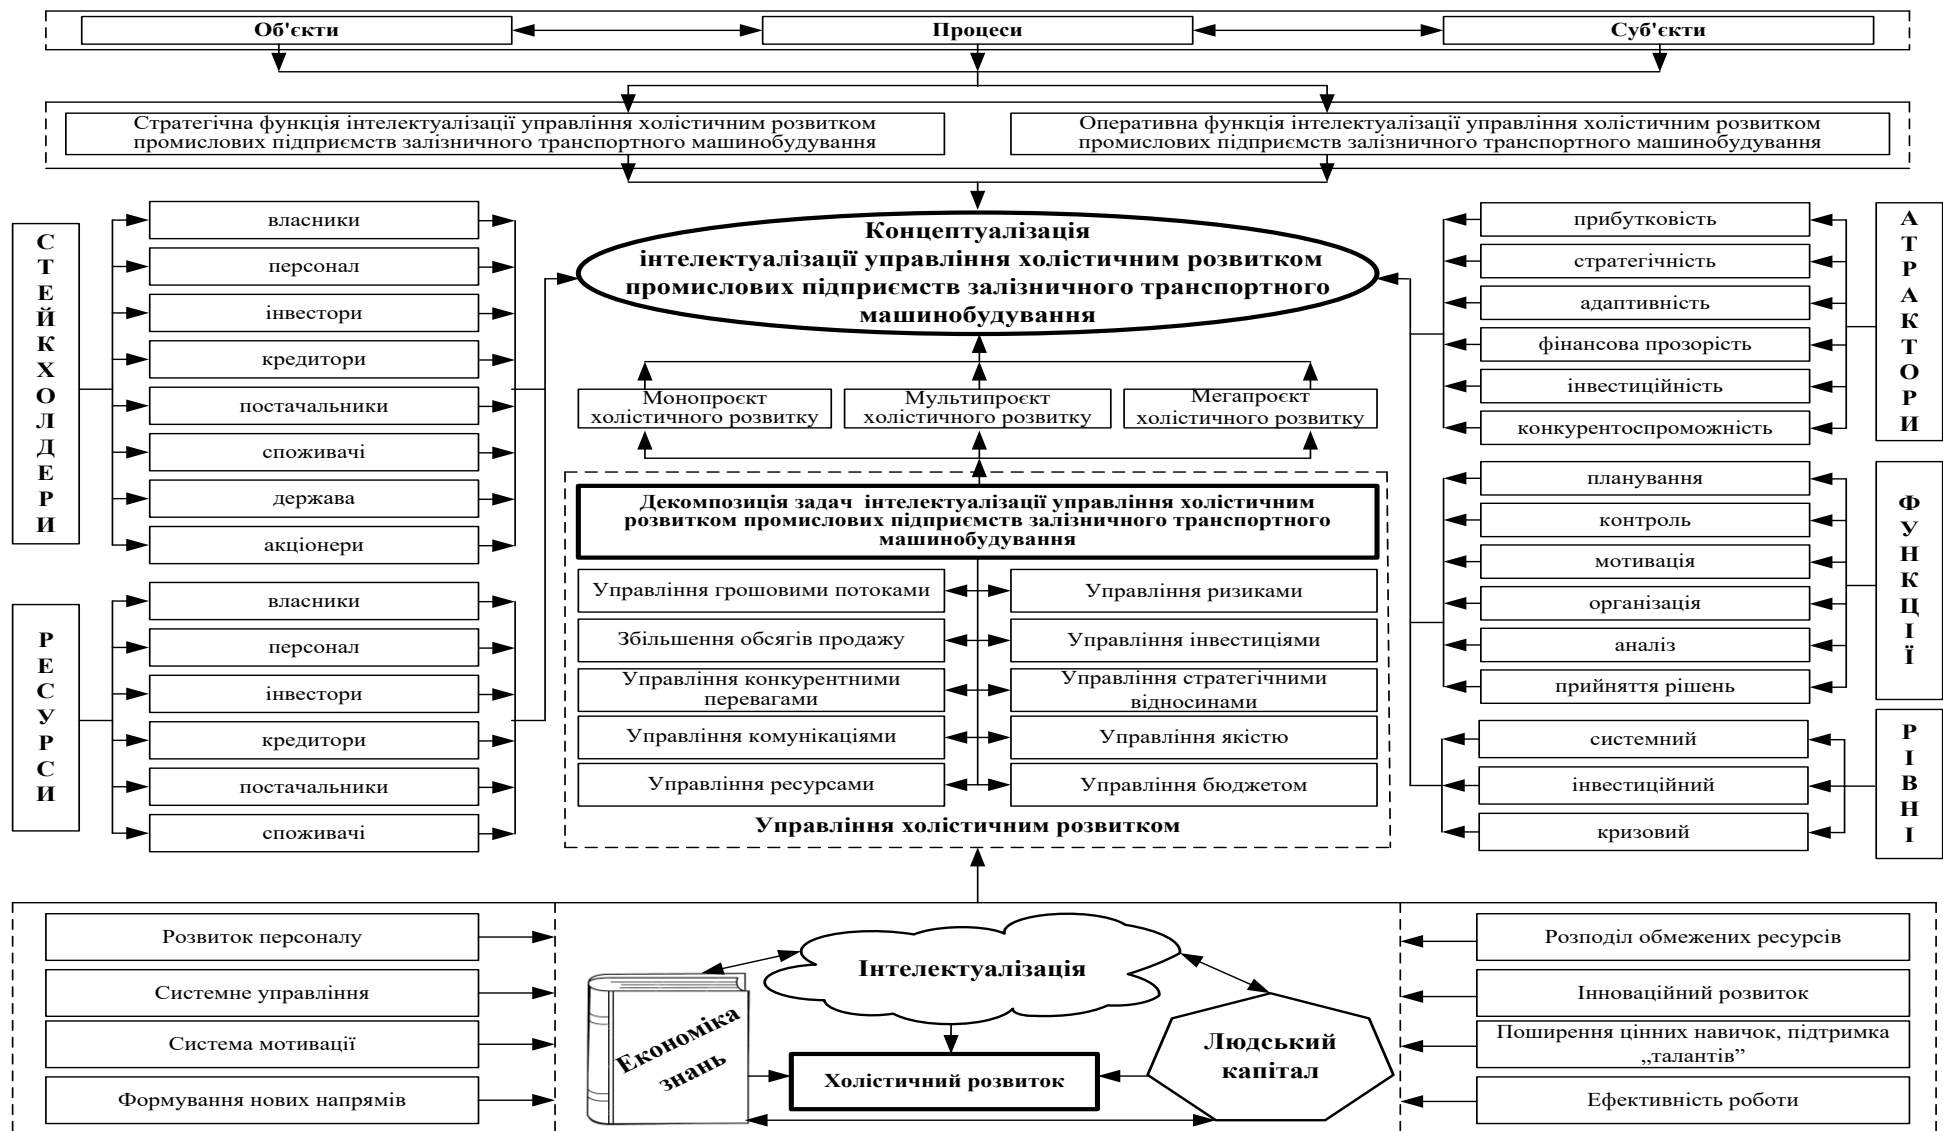 Об'єкти
Процеси
Суб'єкти
Стратегічна функція інтелектуалізації управління холістичним розвитком
промислових підприємств залізничного транспортного машинобудування
Оперативна функція інтелектуалізації управління холістичним розвитком
промислових підприємств залізничного транспортного машинобудування
СТЕЙКХОЛДЕРИ
власники
персонал
інвестори
кредитори
постачальники
споживачі
держава
акціонери
РЕСУРСИ
власники
персонал
інвестори
кредитори
постачальники
споживачі
Концептуалізація
інтелектуалізації управління холістичним розвитком
промислових підприємств залізничного транспортного
машинобудування
Монопроєкт
холістичного розвитку
Мультипроєкт
холістичного розвитку
Мегапроєкт
холістичного розвитку
Декомпозиція задач інтелектуалізації управління холістичним
розвитком промислових підприємств залізничного транспортного
машинобудування
Управління грошовими потоками
Управління ризиками
Збільшення обсягів продажу
Управління інвестиціями
Управління конкурентними
перевагами
Управління стратегічними
відносинами
Управління комунікаціями
Управління якістю
Управління ресурсами
Управління бюджетом
Управління холістичним розвитком
прибутковість
стратегічність
адаптивність
фінансова прозорість
інвестиційність
конкурентоспроможність
АТРАКТОРИ
планування
контроль
мотивація
організація
аналіз
прийняття рішень
ФУНКЦІЇ
системний
інвестиційний
кризовий
РІВНІ
Розвиток персоналу
Системне управління
Система мотивації
Формування нових напрямів
Інтелектуалізація
Економіка
знань
Людський
капітал
Холістичний розвиток
Розподіл обмежених ресурсів
Інноваційний розвиток
Поширення цінних навичок, підтримка
„талантів”
Ефективність роботи